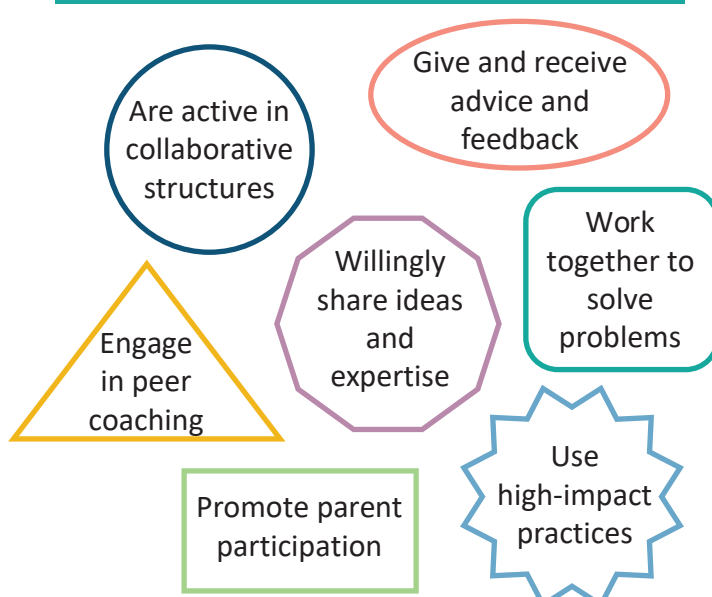 Give and receive
advice and
feedback
Are active in
collaborative
structures
Work
together to
solve
problems
Willingly
share ideas
and
expertise
Engage
in peer
coaching
Use
high-impact
practices
Promote parent
participation